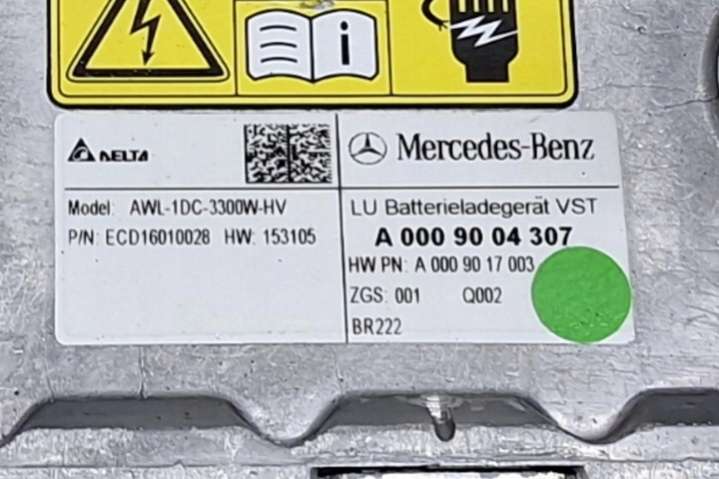 i
DELTA
Model: AWL-1DC-3300W-HV
P/N: ECD16010028 HW: 153105
Mercedes-Benz
LU Batterieladegerät VST
A 000 90 04 307
HW PN: A 000 90 17 003
ZGS: 001 Q002
BR222